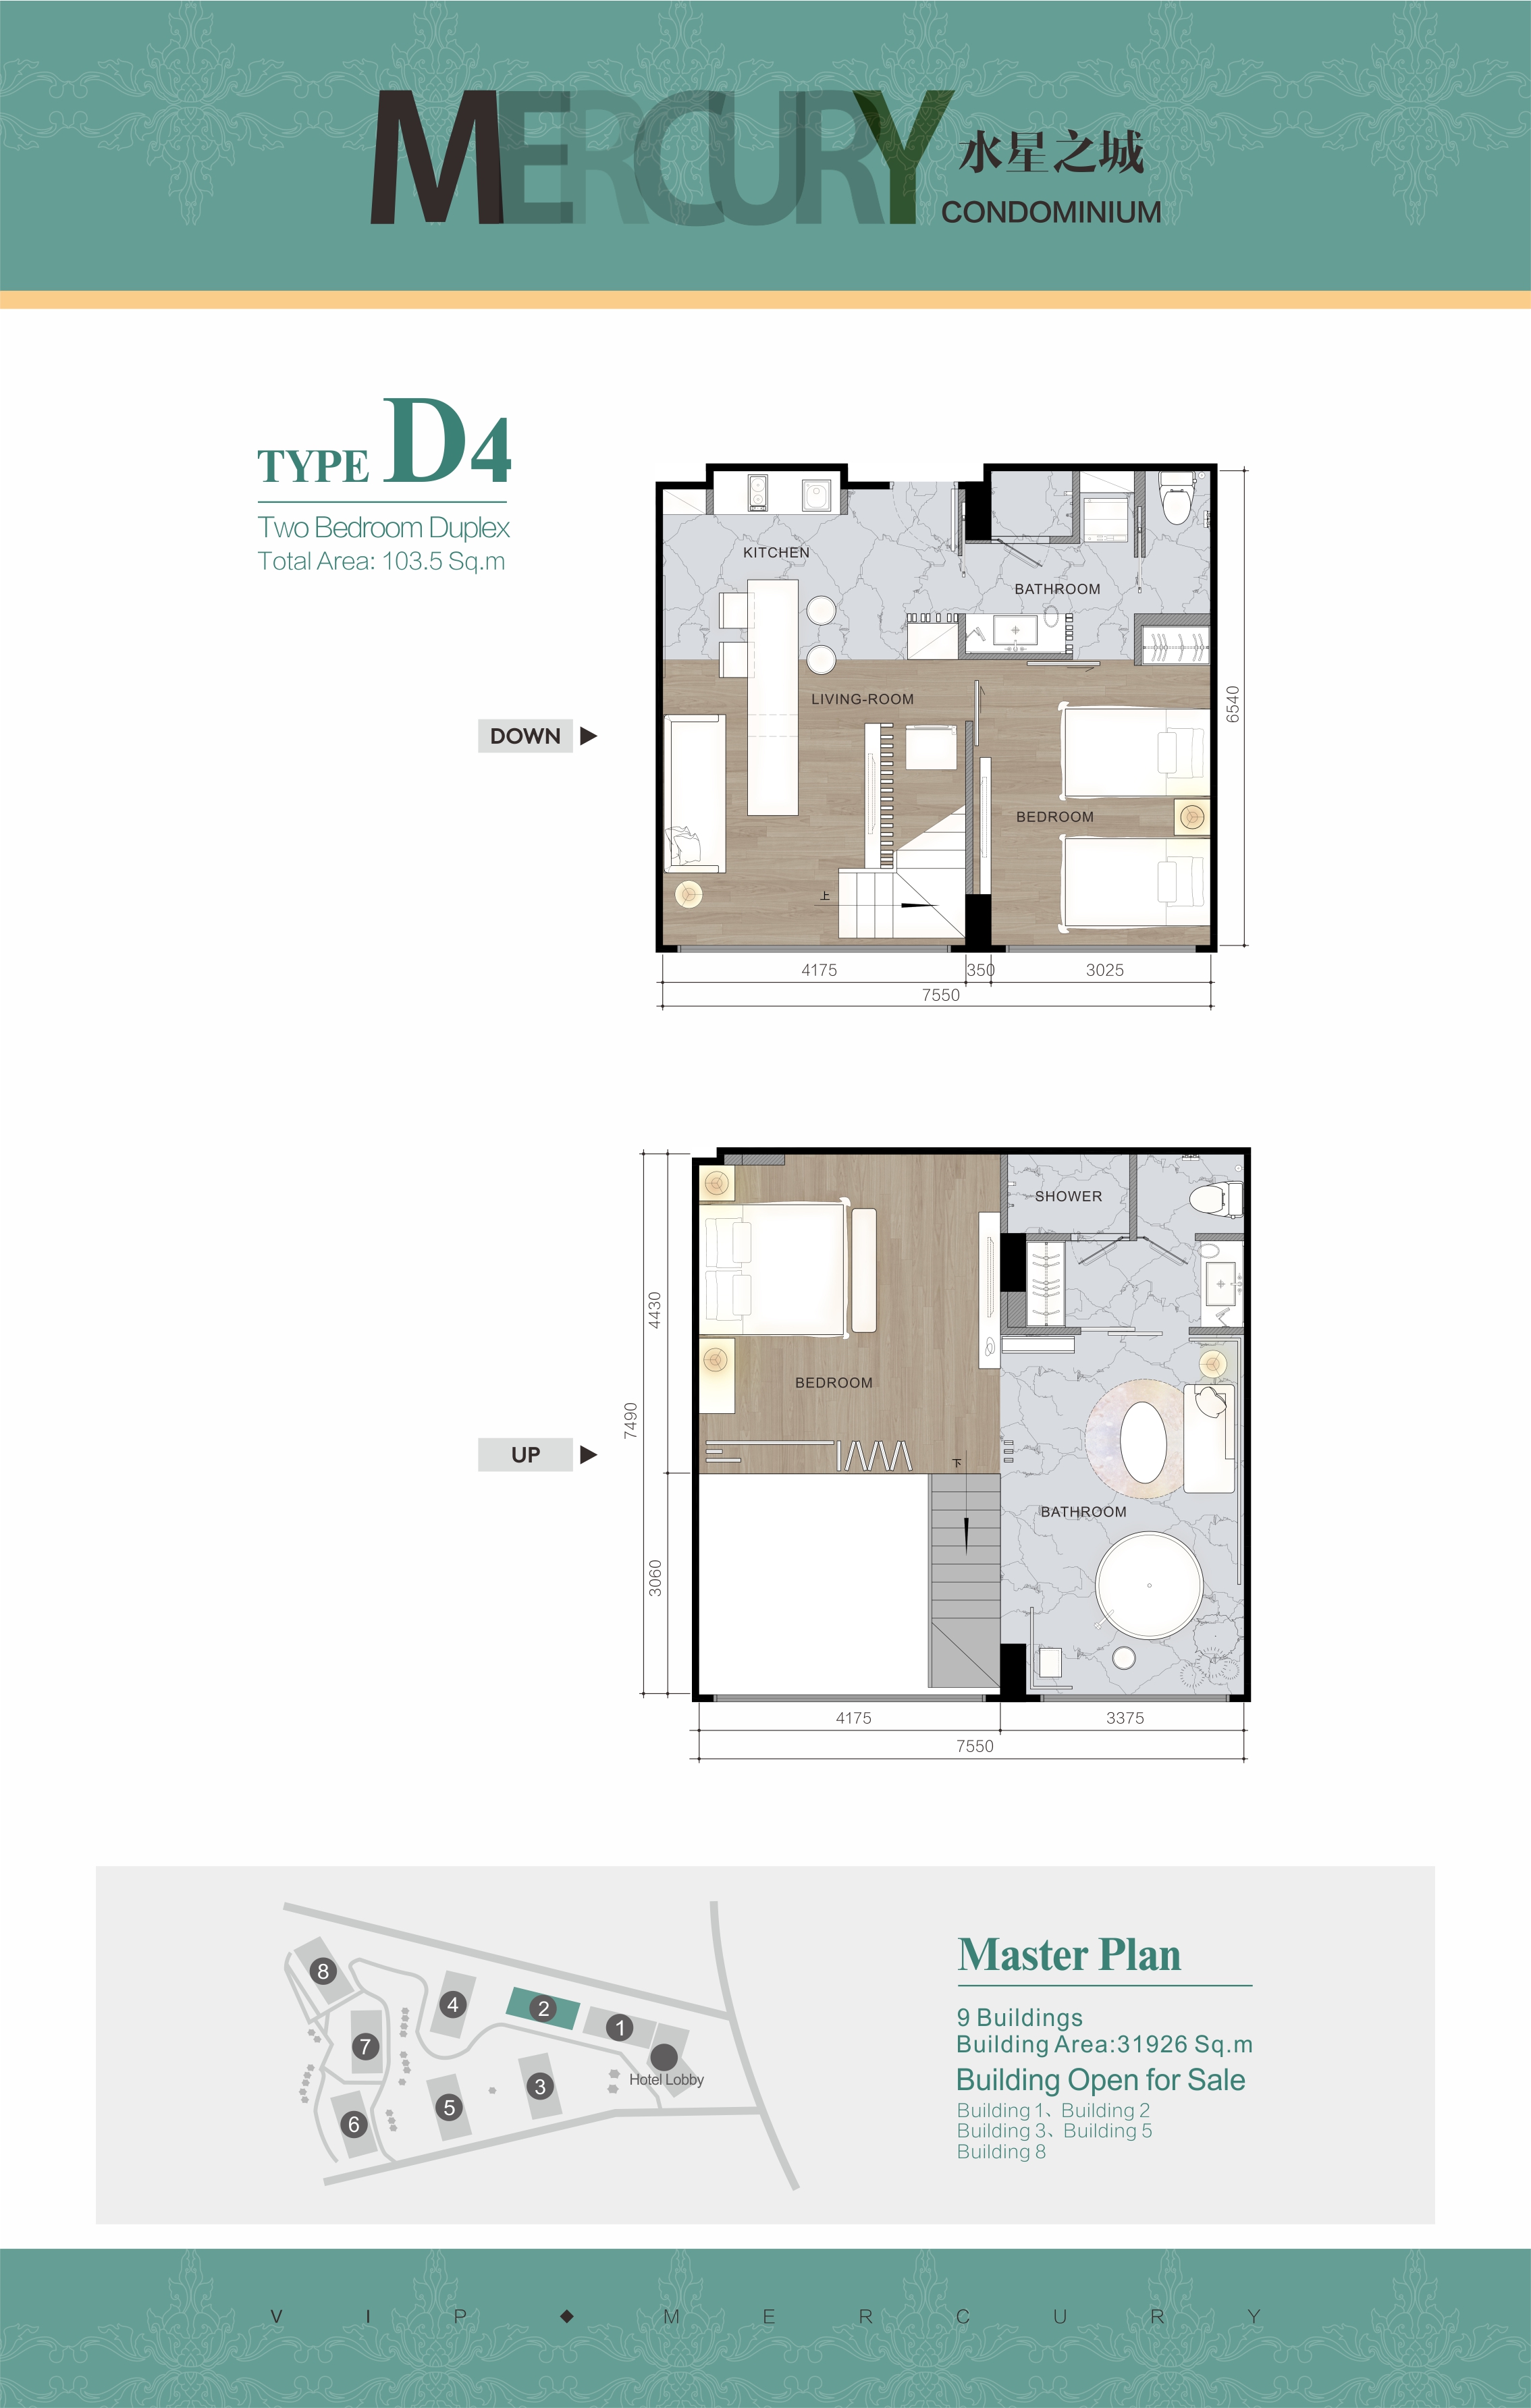 MERCURY 水星之城
CONDOMINIUM
TYPE D4
Two Bedroom Duplex
Total Area: 103.5 Sq.m
KITCHEN
BATHROOM
LIVING-ROOM
6540
DOWN
BEDROOM
上
4175 350 3025
7550
SHOWER
4430
BEDROOM
7490
UP
下
BATHROOM
3060
4175 3375
7550
8
4
2
1
7
Hotel Lobby
3
5
6
Master Plan
9 Buildings
Building Area:31926 Sq.m
Building Open for Sale
Building 1、Building 2
Building 3、Building 5
Building 8
VIP◆MERCURY